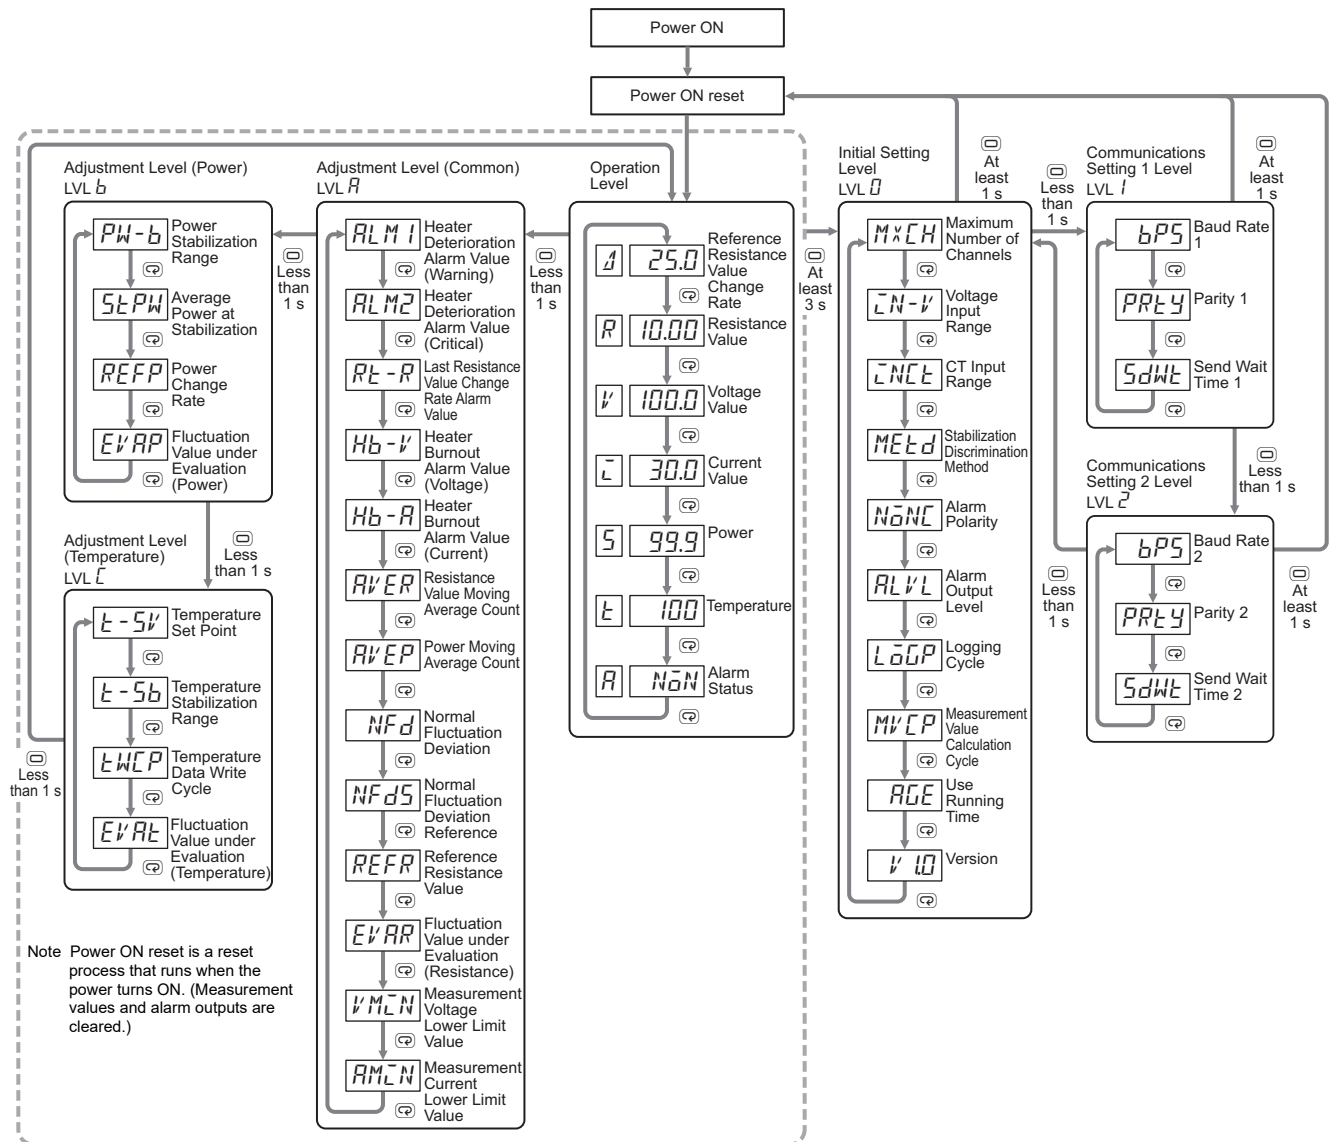 Power ON
Power ON reset
Adjustment Level (Power)
LVL b
PW-b
Power
Stabilization
Range
StPW
Average
Power at
Stabilization
REFP
Power
Change
Rate
EVAP
Fluctuation
Value under
Evaluation
(Power)
Less
than 1 s
Adjustment Level
(Temperature)
LVL C
t-SV
Temperature
Set Point
t-Sb
Temperature
Stabilization
Range
tWCP
Temperature
Data Write
Cycle
EVAt
Fluctuation
Value under
Evaluation
(Temperature)
Less
than 1 s
Less
than
1 s
Adjustment Level (Common)
LVL A
ALM1
Heater
Deterioration
Alarm Value
(Warning)
ALM2
Heater
Deterioration
Alarm Value
(Critical)
Rt-R
Last Resistance
Value Change
Rate Alarm
Value
Hb-V
Heater
Burnout
Alarm Value
(Voltage)
Hb-A
Heater
Burnout
Alarm Value
(Current)
AVER
Resistance
Value Moving
Average Count
AVEP
Power Moving
Average Count
NFd
Normal
Fluctuation
Deviation
NFdS
Normal
Fluctuation
Deviation
Reference
REFR
Reference
Resistance
Value
EVAR
Fluctuation
Value under
Evaluation
(Resistance)
VMIN
Measurement
Voltage
Lower Limit
Value
AMIN
Measurement
Current
Lower Limit
Value
Less
than
1 s
Operation
Level
25.0
Reference
Resistance
Value
Change
Rate
R
10.00
Resistance
Value
V
100.0
Voltage
Value
I
30.0
Current
Value
S
99.9
Power
t
100
Temperature
A
NON
Alarm
Status
At
least
3 s
Initial Setting
Level
LVL 0
MXCH
Maximum
Number of
Channels
IN-V
Voltage
Input
Range
INCt
CT Input
Range
MEtd
Stabilization
Discrimination
Method
NONC
Alarm
Polarity
ALVL
Alarm
Output
Level
LOGP
Logging
Cycle
MVCP
Measurement
Value
Calculation
Cycle
AGE
Use
Running
Time
V 1.0
Version
At
least
1 s
Less
than
1 s
Communications
Setting 1 Level
LVL 1
bPS
Baud Rate
1
PRtY
Parity 1
SdWt
Send Wait
Time 1
At
least
1 s
Less
than 1 s
Communications
Setting 2 Level
LVL 2
bPS
Baud Rate
2
PRtY
Parity 2
SdWt
Send Wait
Time 2
Less
than
1 s
At
least
1 s
Note Power ON reset is a reset
process that runs when the
power turns ON. (Measurement
values and alarm outputs are
cleared.)